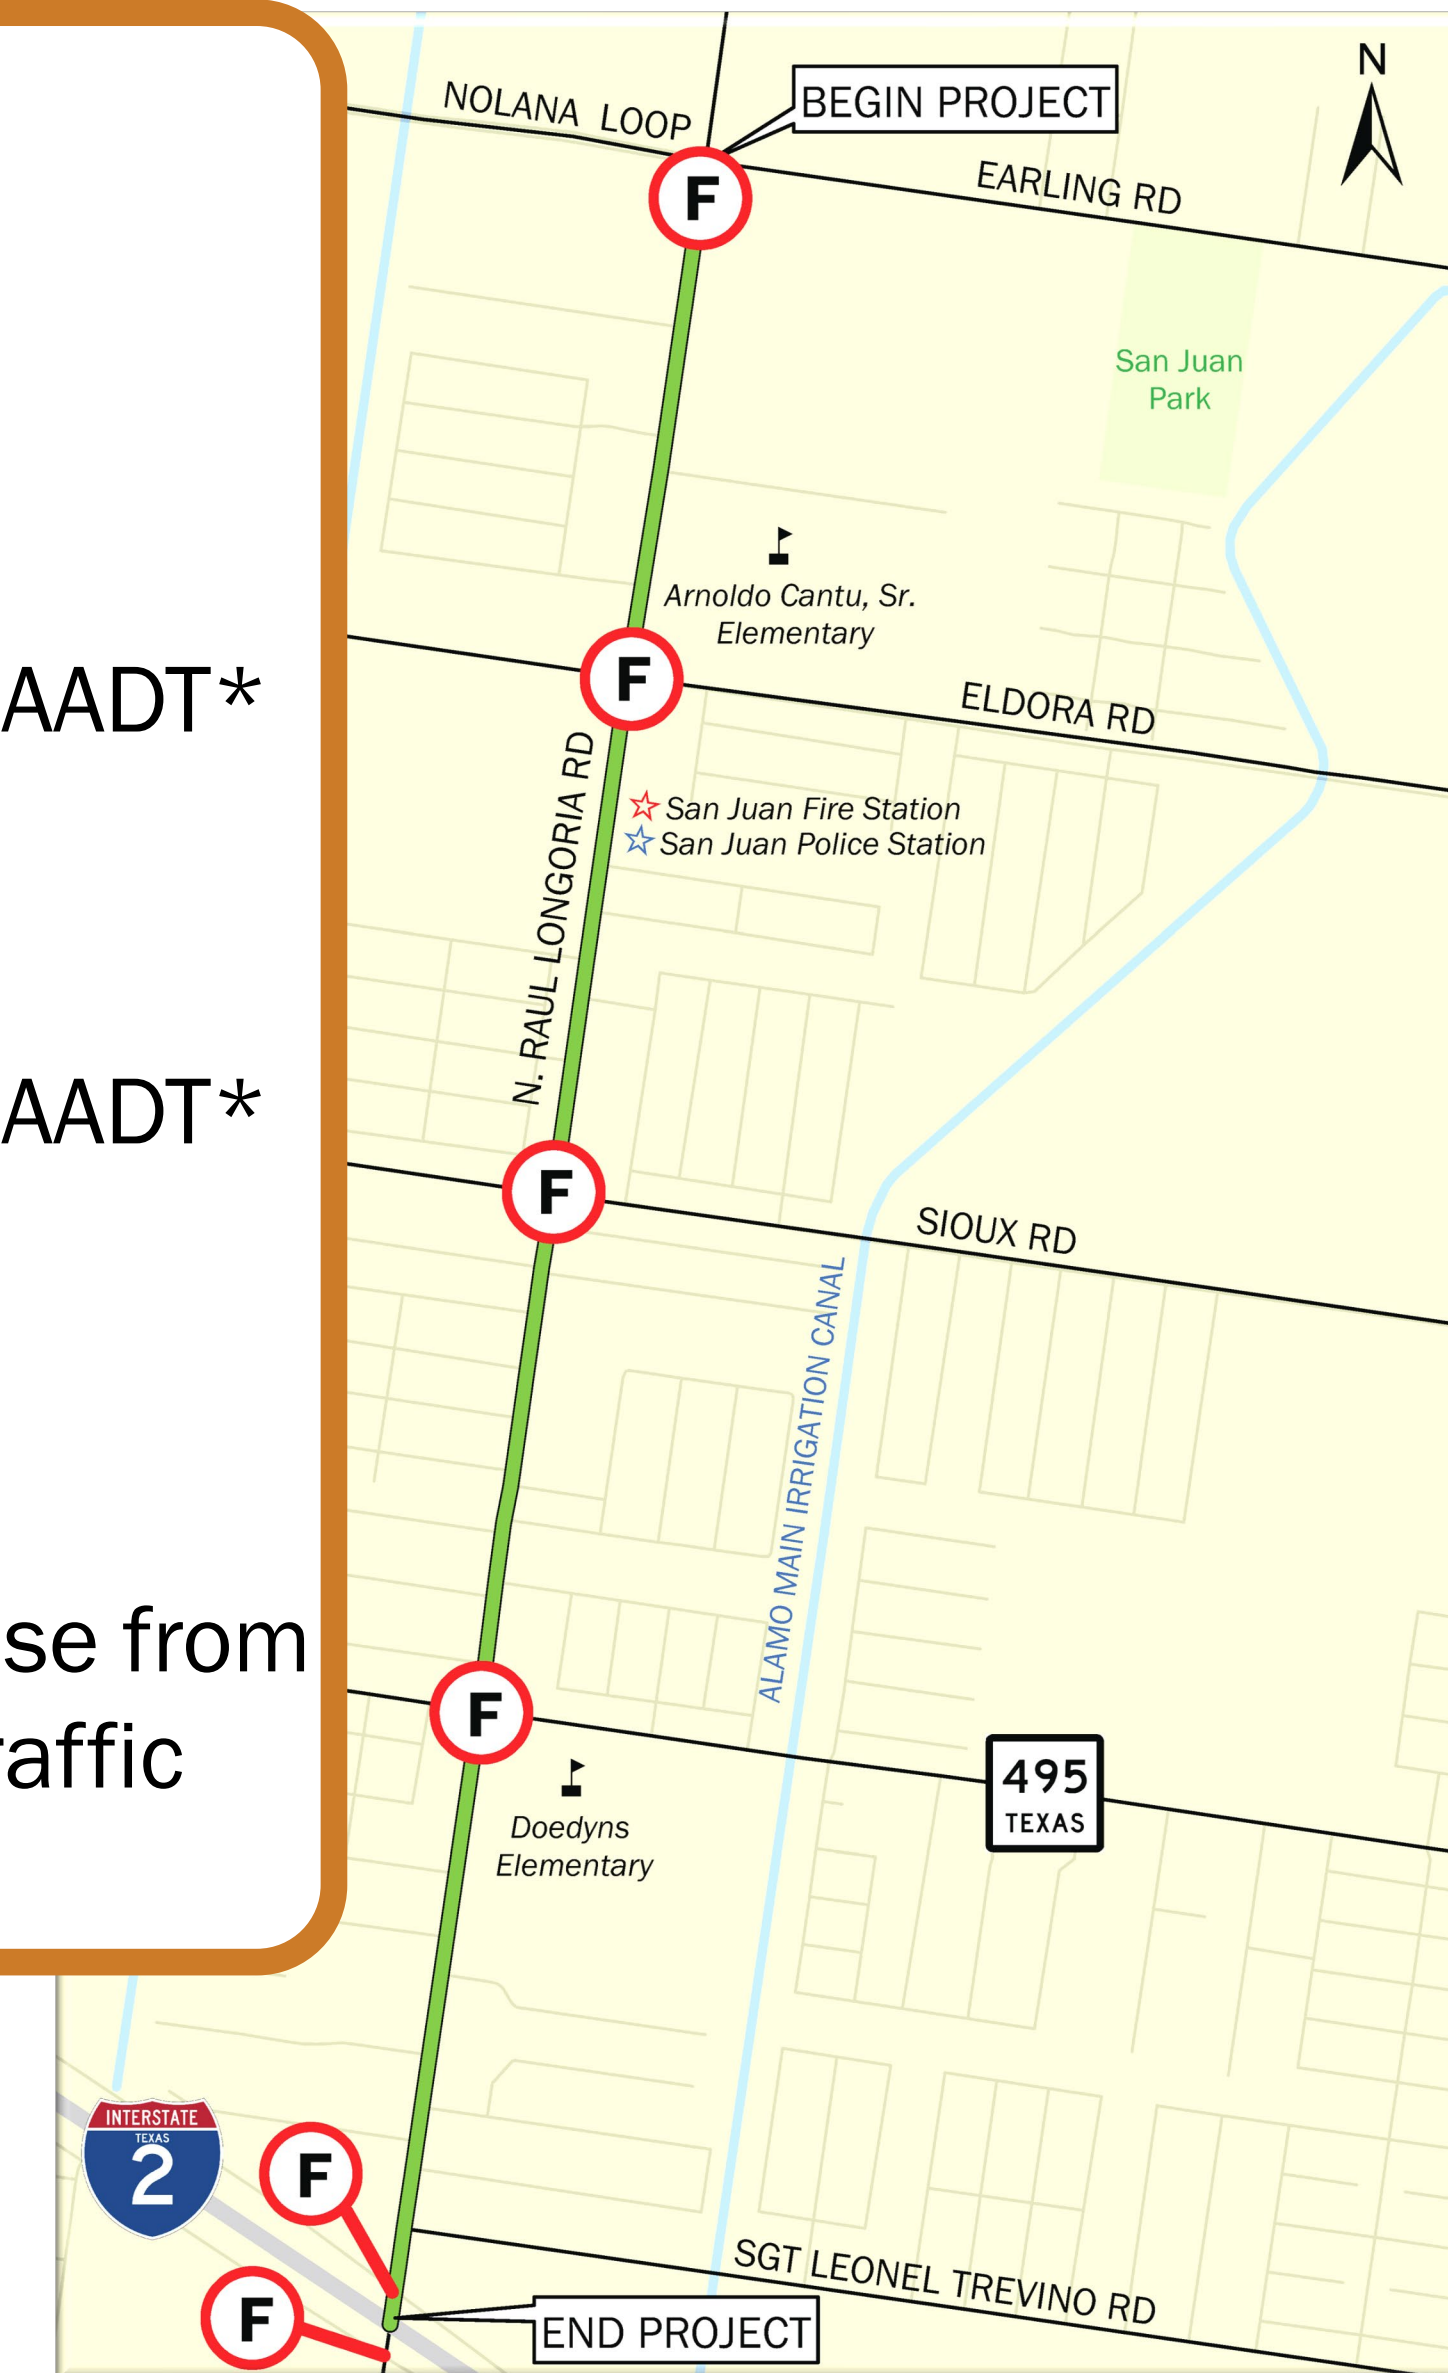 N
NOLANA LOOP
BEGIN PROJECT
EARLING RD
F
San Juan
Park
Arnoldo Cantu, Sr.
Elementary
AADT*
F
ELDORA RD
N. RAUL LONGORIA RD
San Juan Fire Station
San Juan Police Station
AADT*
F
SIOUX RD
ALAMO MAIN IRRIGATION CANAL
se from
raffic
F
495
TEXAS
Doedyns
Elementary
INTERSTATE
TEXAS
2
F
SGT LEONEL TREVINO RD
F
END PROJECT